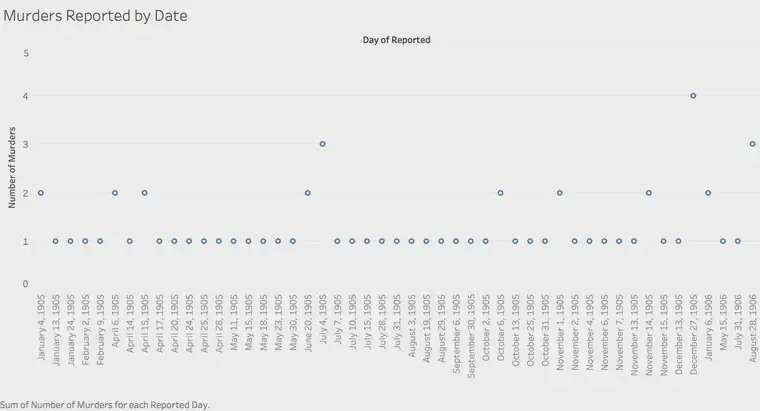 Murders Reported by Date
Day of Reported
Number of Murders
5
4
3
2
1
0
January 4, 1905
January 13, 1905
January 24, 1905
February 2, 1905
February 9, 1905
April 6, 1905
April 14, 1905
April 15, 1905
April 17, 1905
April 20, 1905
April 24, 1905
April 25, 1905
April 28, 1905
May 11, 1905
May 15, 1905
May 18, 1905
May 23, 1905
May 30, 1905
June 20, 1905
July 4, 1905
July 7, 1905
July 10, 1905
July 15, 1905
July 28, 1905
July 31, 1905
August 3, 1905
August 19, 1905
August 29, 1905
September 6, 1905
September 30, 1905
October 2, 1905
October 6, 1905
October 13, 1905
October 25, 1905
October 31, 1905
November 1, 1905
November 2, 1905
November 4, 1905
November 6, 1905
November 7, 1905
November 13, 1905
November 14, 1905
November 15, 1905
December 13, 1905
December 27, 1905
January 6, 1906
May 15, 1906
July 31, 1906
August 28, 1906
Sum of Number of Murders for each Reported Day.